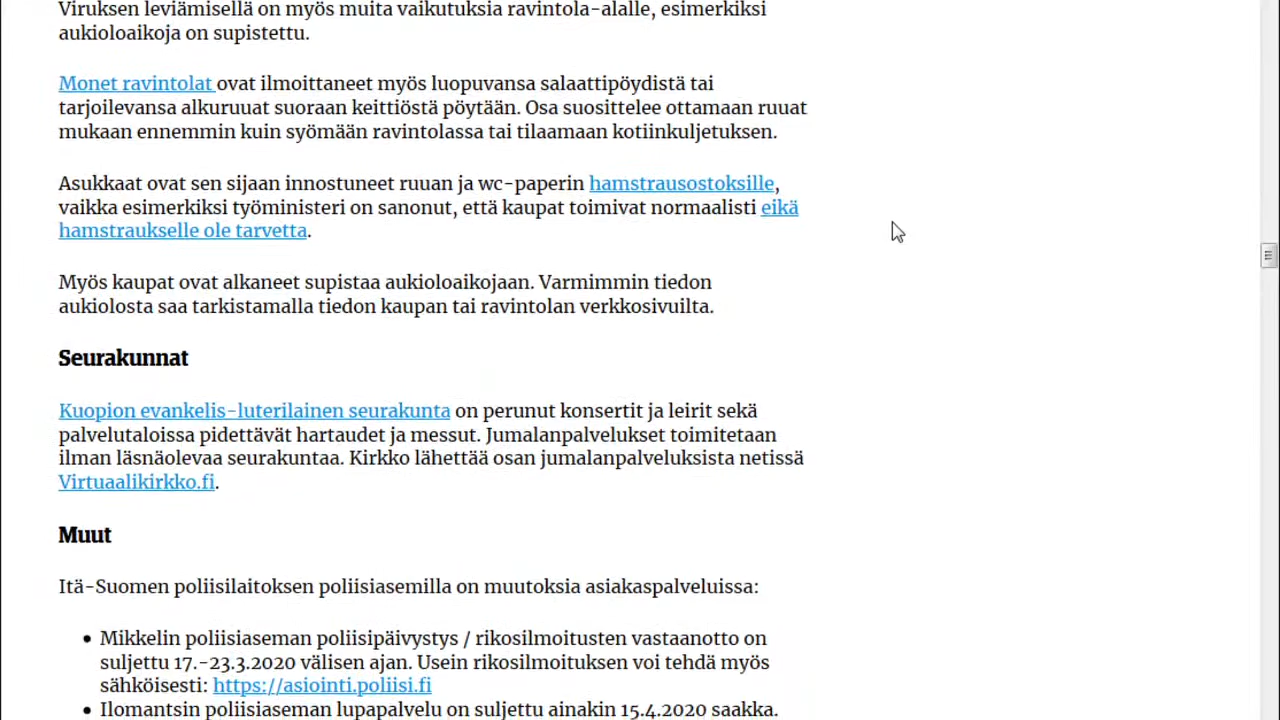 Viruksen leviämisellä on myös muita vaikutuksia ravintola-alalle, esimerkiksi
aukioloaikoja on supistettu.
Monet ravintolat ovat ilmoittaneet myös luopuvansa salaattipöydistä tai
tarjoilevansa alkuruuat suoraan keittiöstä pöytään. Osa suosittelee ottamaan ruuat
mukaan ennemmin kuin syömään ravintolassa tai tilaamaan kotiinkuljetuksen.
Asukkaat ovat sen sijaan innostuneet ruuan ja wc-paperin hamstrausostoksille,
vaikka esimerkiksi työministeri on sanonut, että kaupat toimivat normaalisti eikä
hamstraukselle ole tarvetta.
Myös kaupat ovat alkaneet supistaa aukioloaikojaan. Varmimmin tiedon
aukiolosta saa tarkistamalla tiedon kaupan tai ravintolan verkkosivuilta.
Seurakunnat
Kuopion evankelis-luterilainen seurakunta on perunut konsertit ja leirit sekä
palvelutaloissa pidettävät hartaudet ja messut. Jumalanpalvelukset toimitetaan
ilman läsnäolevaa seurakuntaa. Kirkko lähettää osan jumalanpalveluksista netissä
Virtuaalikirkko.fi.
Muut
Itä-Suomen poliisilaitoksen poliisiasemilla on muutoksia asiakaspalveluissa:
• Mikkelin poliisiaseman poliisipäivystys / rikosilmoitusten vastaanotto on
suljettu 17.-23.3.2020 välisen ajan. Usein rikosilmoituksen voi tehdä myös
sähköisesti: https://asiointi.poliisi.fi
• Ilomantsin poliisiaseman lupapalvelu on suljettu ainakin 15.4.2020 saakka.